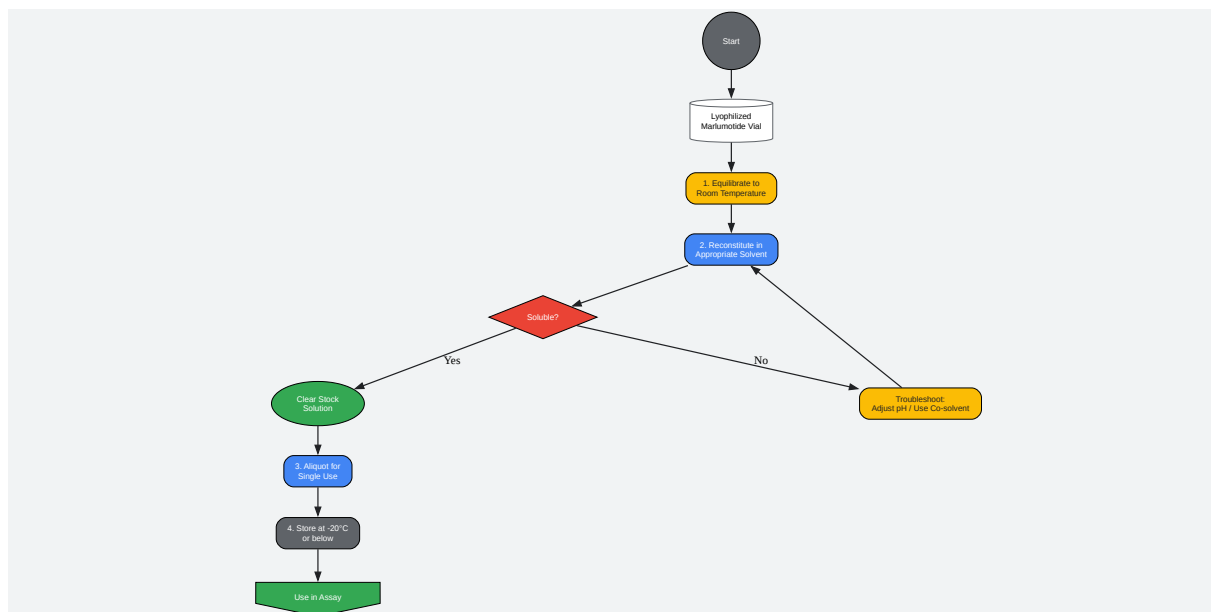 Start
Lyophilized
Marlumotide Vial
1. Equilibrate to
Room Temperature
2. Reconstitute in
Appropriate Solvent
Soluble?
Yes
No
Clear Stock
Solution
Troubleshoot:
Adjust pH / Use Co-solvent
3. Aliquot for
Single Use
4. Store at -20°C
or below
Use in Assay